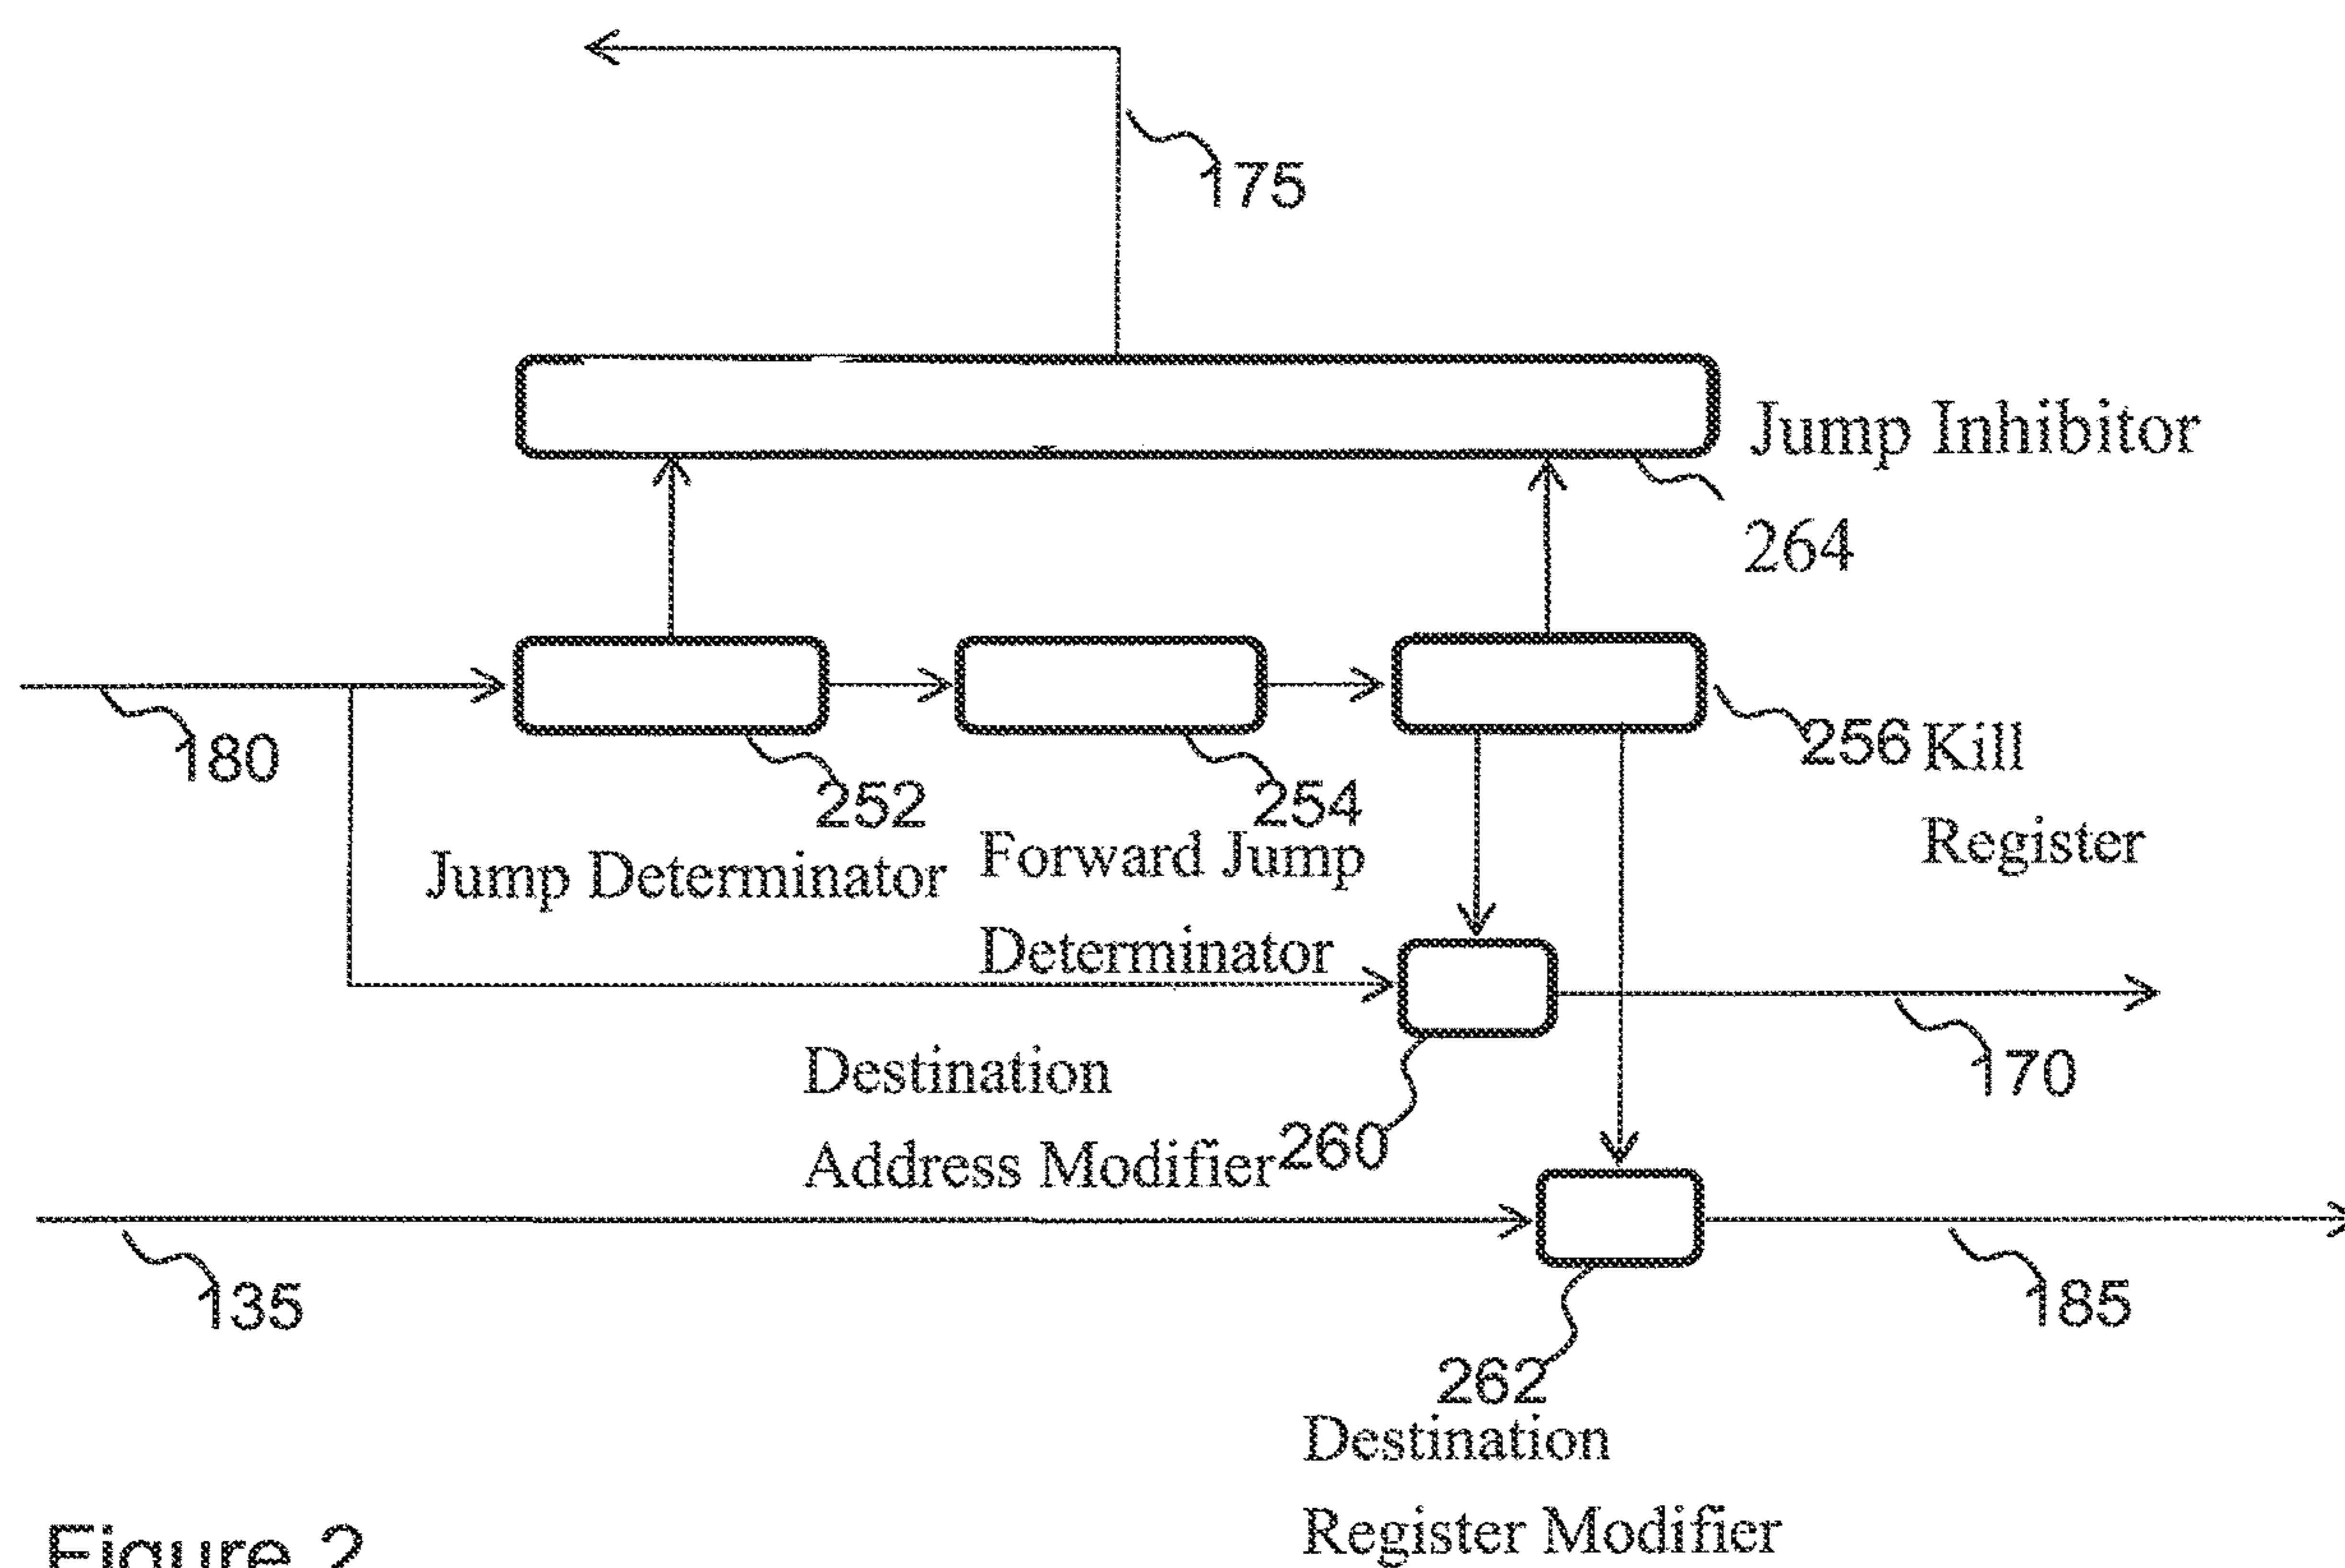 175
Jump Inhibitor
264
180
252
254
256 Kill
Register
Jump Determinator
Forward Jump
Determinator
Destination
Address Modifier 260
170
135
185
262
Destination
Register Modifier
Figure 2